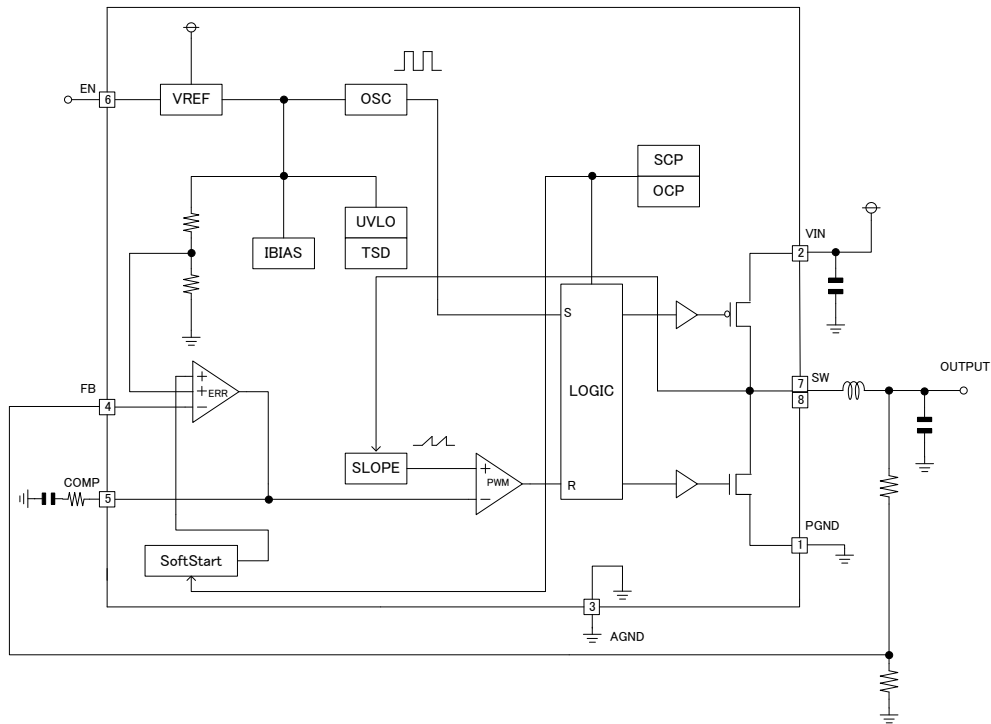 EN
6
VREF
OSC
SCP
OCP
UVLO
TSD
IBIAS
VIN
2
S
LOGIC
R
SW
7
8
OUTPUT
FB
4
+
+
−
ERR
COMP
5
SLOPE
+
−
PWM
PGND
1
SoftStart
3
AGND